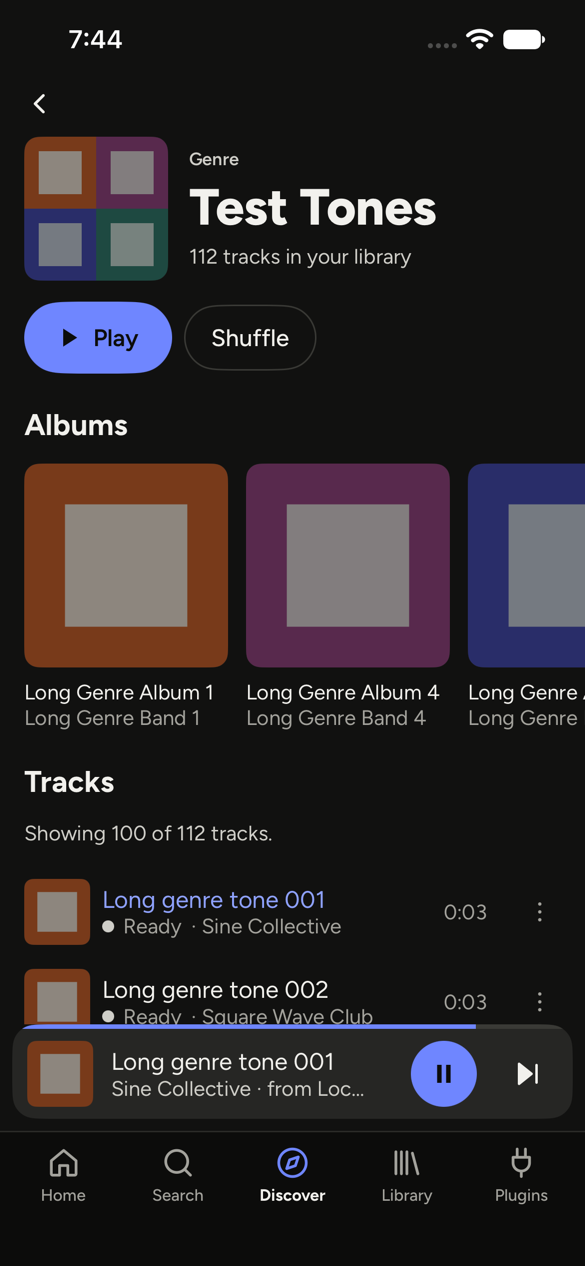 7:44
Genre
Test Tones
112 tracks in your library
Play
Shuffle
Albums
Long Genre Album 1
Long Genre Band 1
Long Genre Album 4
Long Genre Band 4
Long Genre
Long Genre
Tracks
Showing 100 of 112 tracks.
Long genre tone 001
Ready · Sine Collective
0:03
Long genre tone 002
Ready · Square Wave Club
0:03
Long genre tone 001
Sine Collective · from Loc...
Home
Search
Discover
Library
Plugins